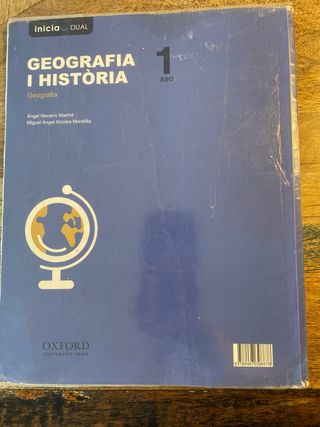 inicia DUAL
GEOGRAFIA
I HISTÒRIA
1
ESO
Geografia
Ángel Navarro Madrid
Miguel Ángel Alcolea Moratilla
OXFORD
UNIVERSITY PRESS